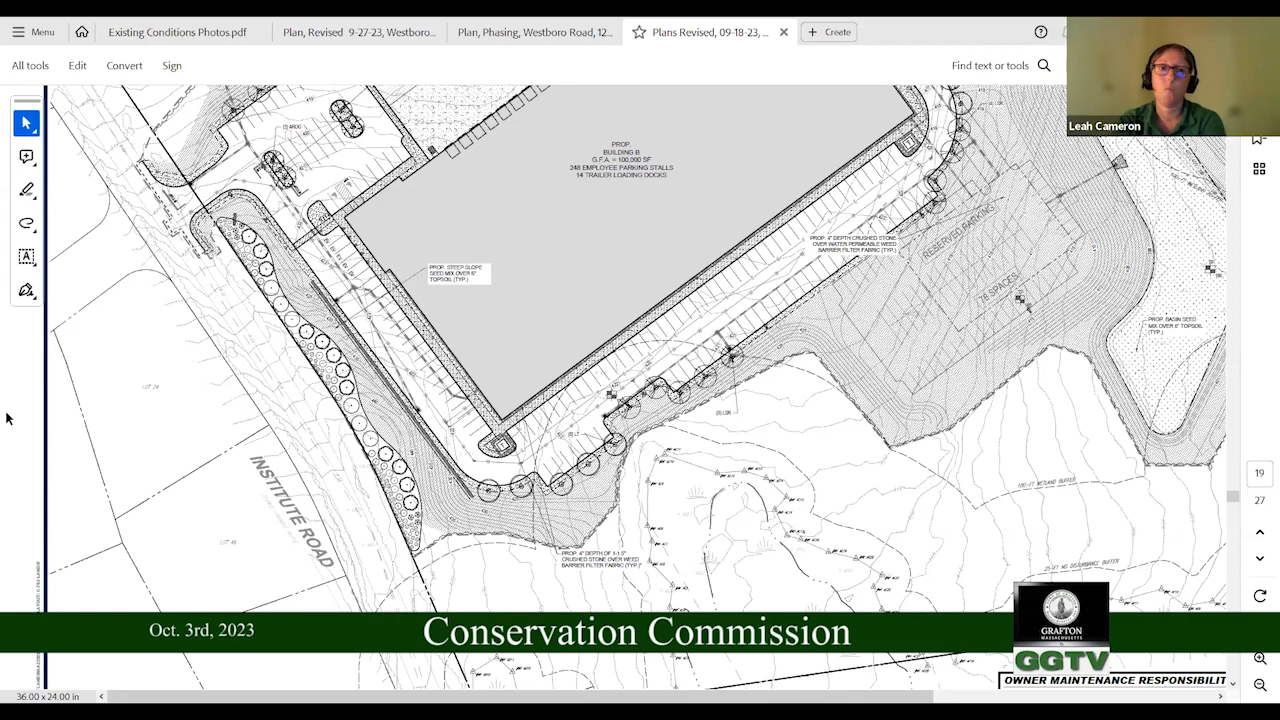 Menu
Existing Conditions Photos.pdf
Plan, Revised 9-27-23, Westboro...
Plan, Phasing, Westboro Road, 12...
Plans Revised, 09-18-23, ...
Create
All tools
Edit
Convert
Sign
Find text or tools
Leah Cameron
PROP.
BUILDING B
G.F.A. = 100,000 SF
248 EMPLOYEE PARKING STALLS
14 TRAILER LOADING DOCKS
PROP. 4" DEPTH CRUSHED STONE
OVER WATER PERMEABLE WEED
BARRIER FILTER FABRIC (TYP.)
RESERVED PARKING
76 SPACES
PROP. STEEP SLOPE
SEED MIX OVER 6"
TOPSOIL (TYP.)
PROP. BASIN SEED
MIX OVER 6" TOPSOIL
(TYP.)
INSTITUTE ROAD
100-FT WETLAND BUFFER
PROP. 4" DEPTH OF 1-1.5"
CRUSHED STONE OVER WEED
BARRIER FILTER FABRIC (TYP.)
25-FT NO DISTURBANCE BUFFER
19
27
Oct. 3rd, 2023
Conservation Commission
GRAFTON
MASSACHUSETTS
GGTV
OWNER MAINTENANCE RESPONSIBILIT
36.00 x 24.00 in